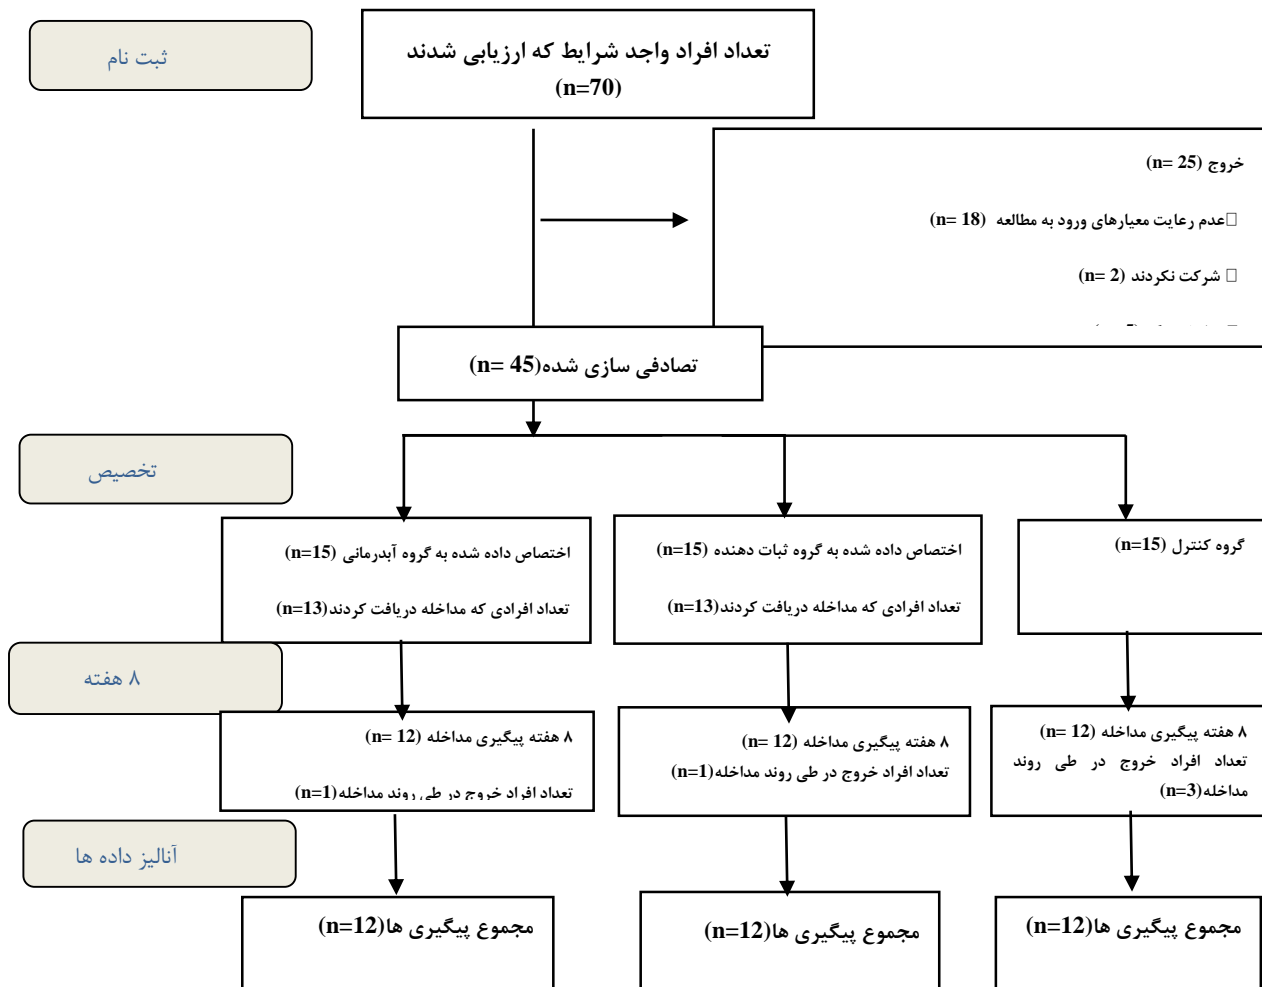 ثبت نام
تعداد افراد واجد شرایط که ارزیابی شدند
(n=70)
خروج (n= 25)
عدم رعایت معیارهای ورود به مطالعه (n= 18)
شرکت نکردند (n= 2)
تصادفی سازی شده(n= 45)
تخصیص
اختصاص داده شده به گروه آبدرمانی (n=15)
تعداد افرادی که مداخله دریافت کردند(n=13)
اختصاص داده شده به گروه ثبات دهنده (n=15)
تعداد افرادی که مداخله دریافت کردند(n=13)
گروه کنترل (n=15)
۸ هفته
۸ هفته پیگیری مداخله (n= 12)
تعداد افراد خروج در طی روند مداخله(n=1)
۸ هفته پیگیری مداخله (n= 12)
تعداد افراد خروج در طی روند مداخله(n=1)
۸ هفته پیگیری مداخله (n= 12)
تعداد افراد خروج در طی روند
مداخله(n=3)
آنالیز داده ها
مجموع پیگیری ها(n=12)
مجموع پیگیری ها(n=12)
مجموع پیگیری ها(n=12)